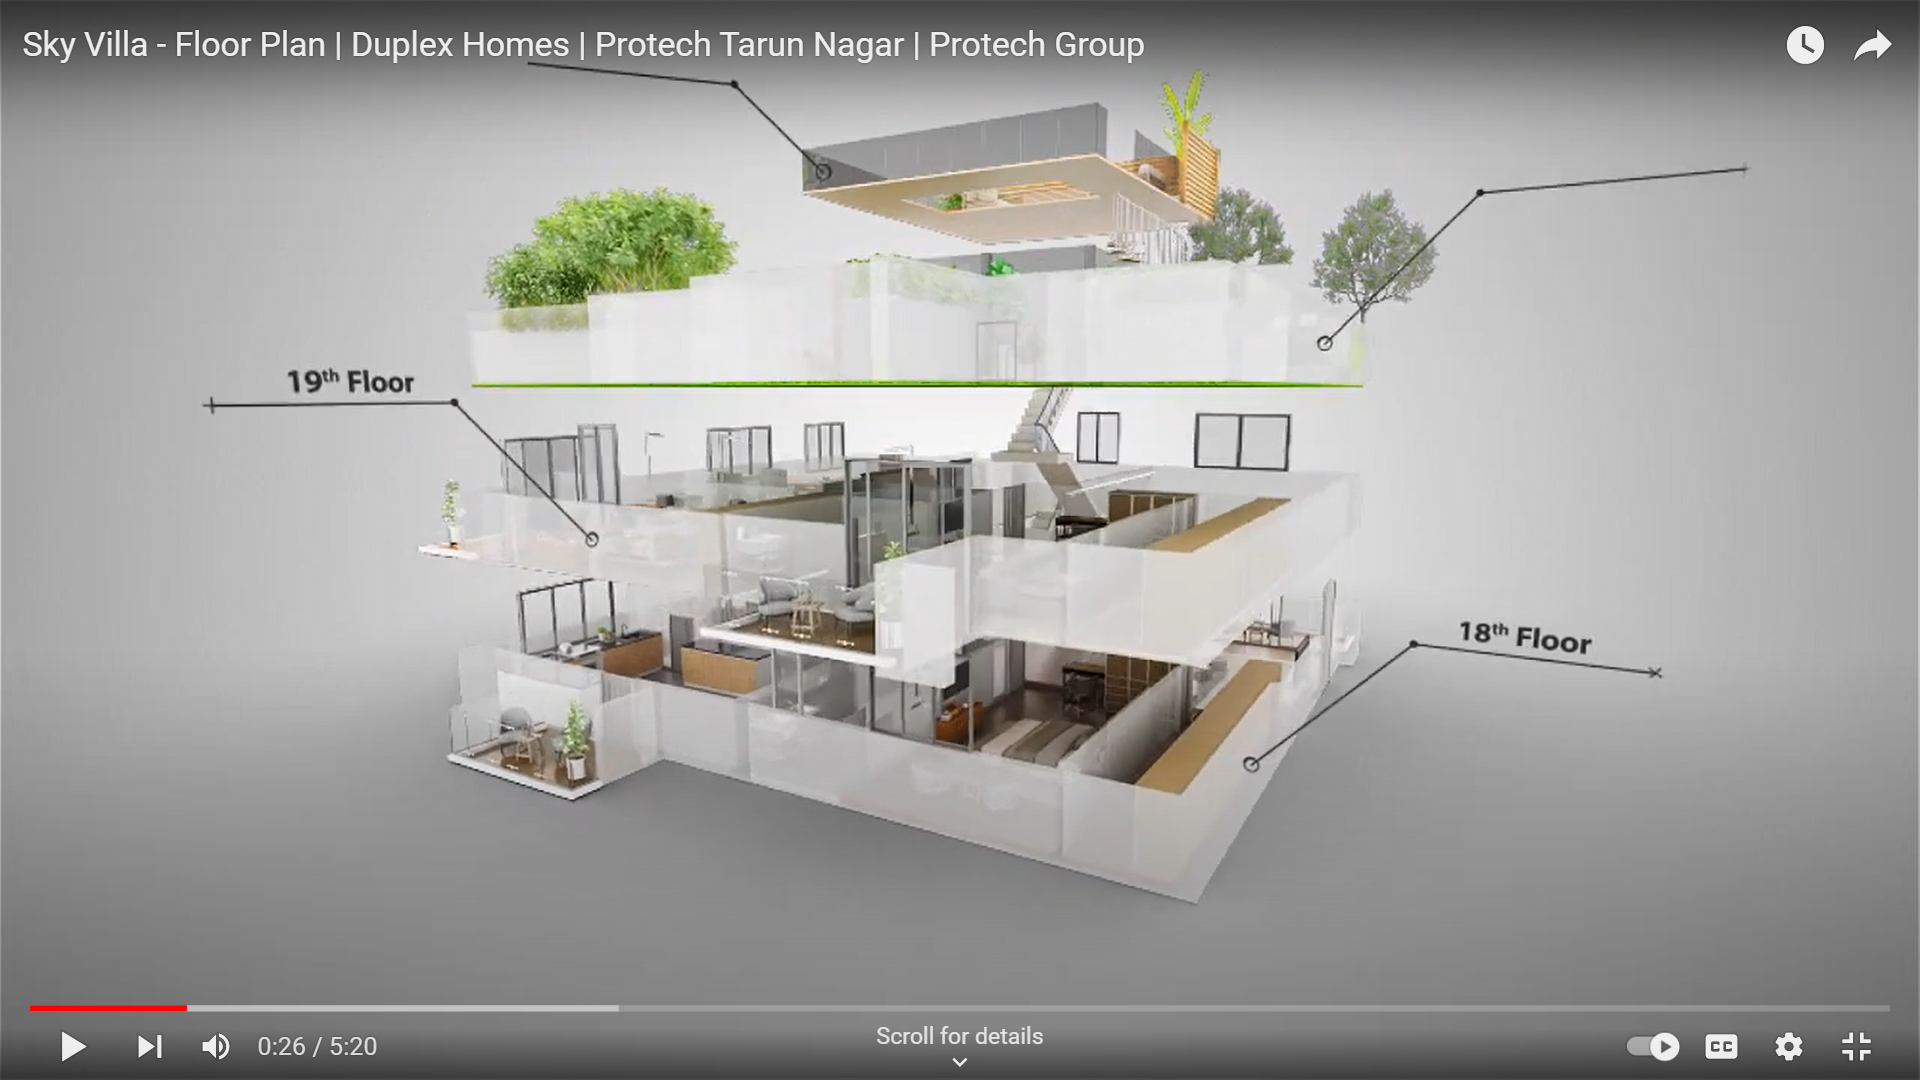 Sky Villa - Floor Plan | Duplex Homes | Protech Tarun Nagar | Protech Group
19th Floor
18th Floor
0:26 / 5:20
Scroll for details
CC